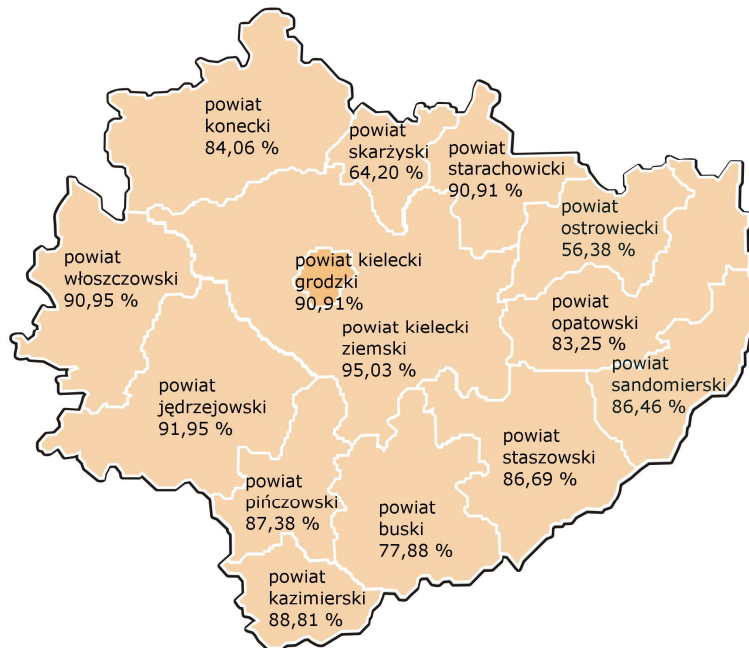 powiat
konecki
84,06 %
powiat
skarżyski
64,20 %
powiat
starachowicki
90,91 %
powiat
ostrowiecki
56,38 %
powiat
włoszczowski
90,95 %
powiat kielecki
grodzki
90,91%
powiat kielecki
ziemski
95,03 %
powiat
opatowski
83,25 %
powiat
sandomierski
86,46 %
powiat
jędrzejowski
91,95 %
powiat
staszowski
86,69 %
powiat
pińczowski
87,38 %
powiat
buski
77,88 %
powiat
kazimierski
88,81 %